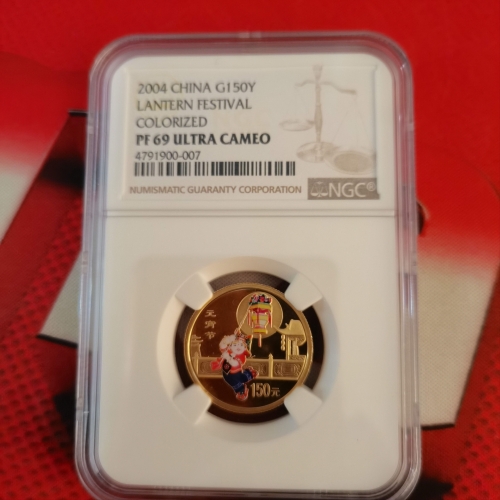 2004 CHINA G150Y
LANTERN FESTIVAL
COLORIZED
PF 69 ULTRA CAMEO
4791900-007
NUMISMATIC GUARANTY CORPORATION
NGC®
元宵节
150元